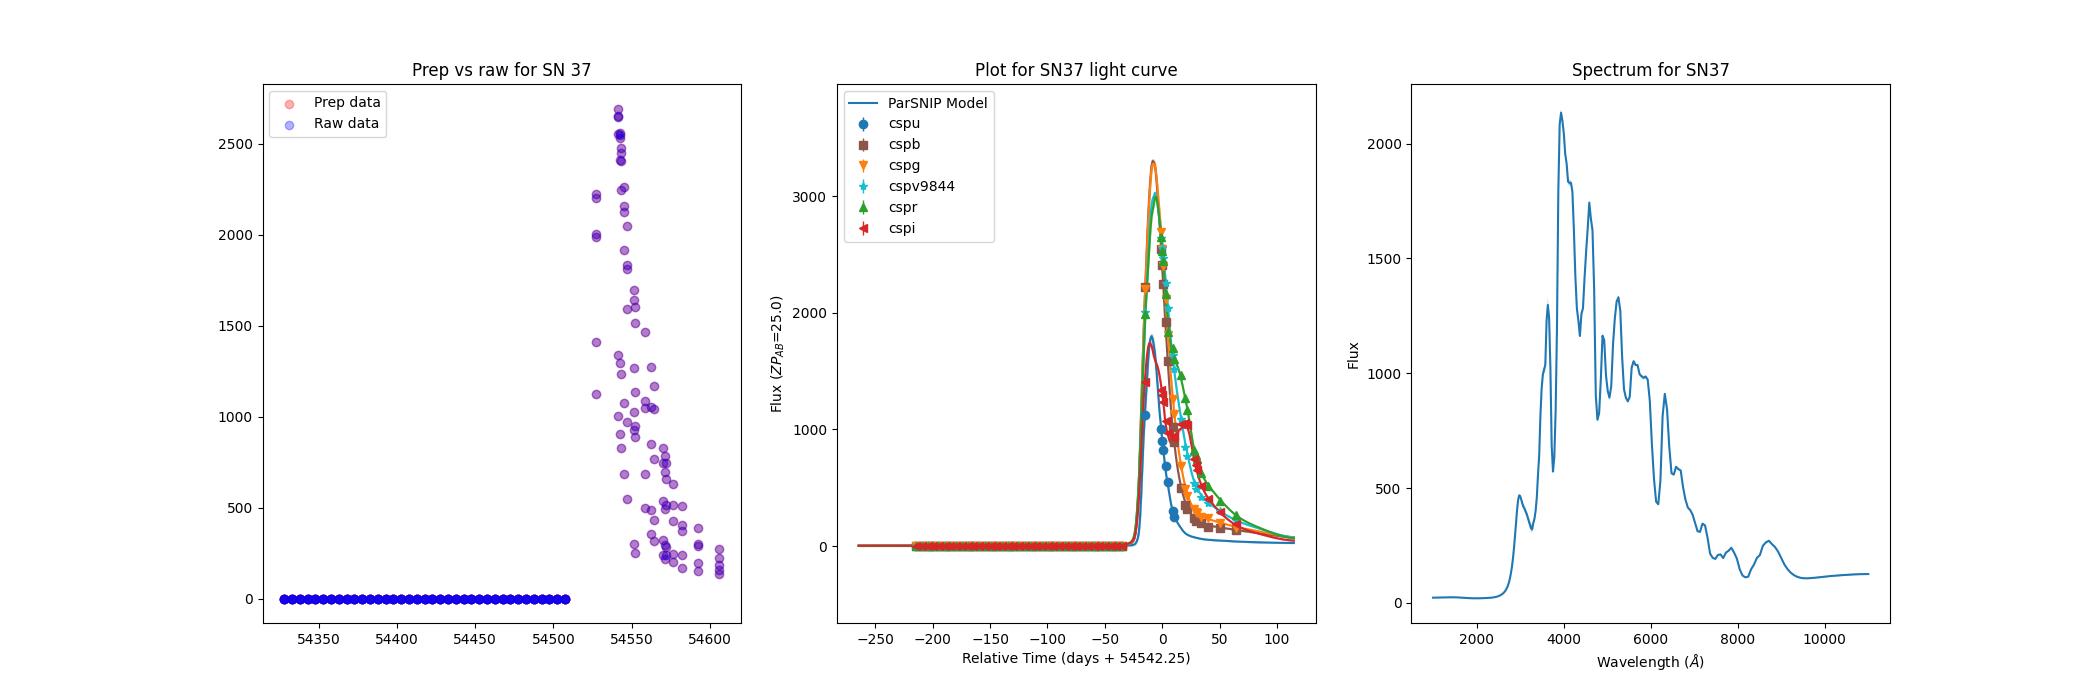 Prep vs raw for SN 37
Prep data
Raw data
2500
2000
1500
1000
500
0
54350
54400
54450
54500
54550
54600
Plot for SN37 light curve
ParSNIP Model
cspu
cspb
cspg
cspv9844
cspr
cspi
Flux (ZP_AB=25.0)
3000
2000
1000
0
−250
−200
−150
−100
−50
0
50
100
Relative Time (days + 54542.25)
Spectrum for SN37
Flux
2000
1500
1000
500
0
2000
4000
6000
8000
10000
Wavelength (Å)